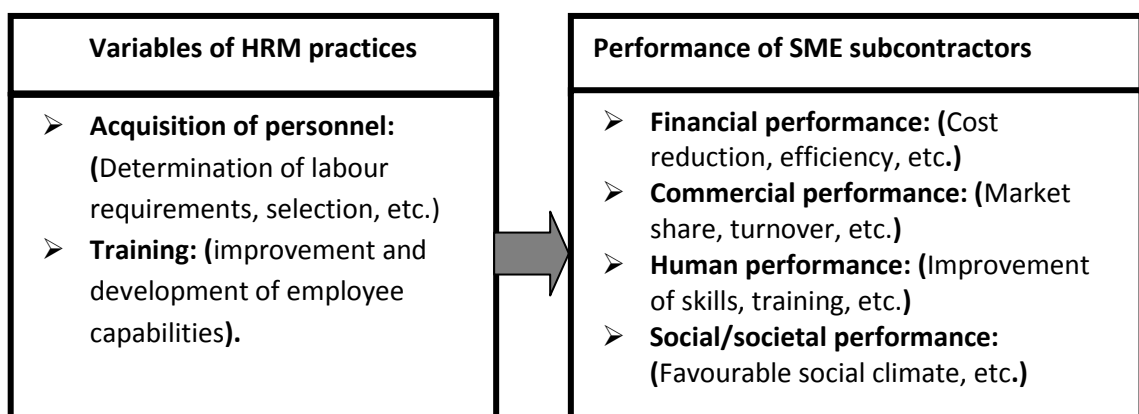 Variables of HRM practices
➢ Acquisition of personnel:
(Determination of labour
requirements, selection, etc.)
➢ Training: (improvement and
development of employee
capabilities).
Performance of SME subcontractors
➢ Financial performance: (Cost
reduction, efficiency, etc.)
➢ Commercial performance: (Market
share, turnover, etc.)
➢ Human performance: (Improvement
of skills, training, etc.)
➢ Social/societal performance:
(Favourable social climate, etc.)